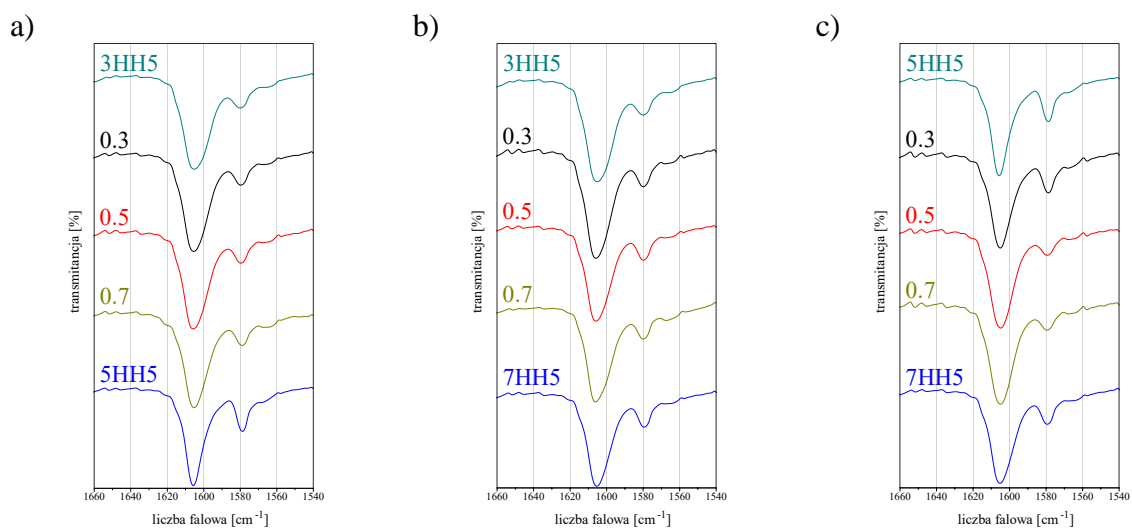 a)
3HH5
0.3
0.5
0.7
5HH5
transmitancja [%]
1660 1640 1620 1600 1580 1560 1540
liczba falowa [cm⁻¹]
b)
3HH5
0.3
0.5
0.7
7HH5
transmitancja [%]
1660 1640 1620 1600 1580 1560 1540
liczba falowa [cm⁻¹]
c)
5HH5
0.3
0.5
0.7
7HH5
transmitancja [%]
1660 1640 1620 1600 1580 1560 1540
liczba falowa [cm⁻¹]